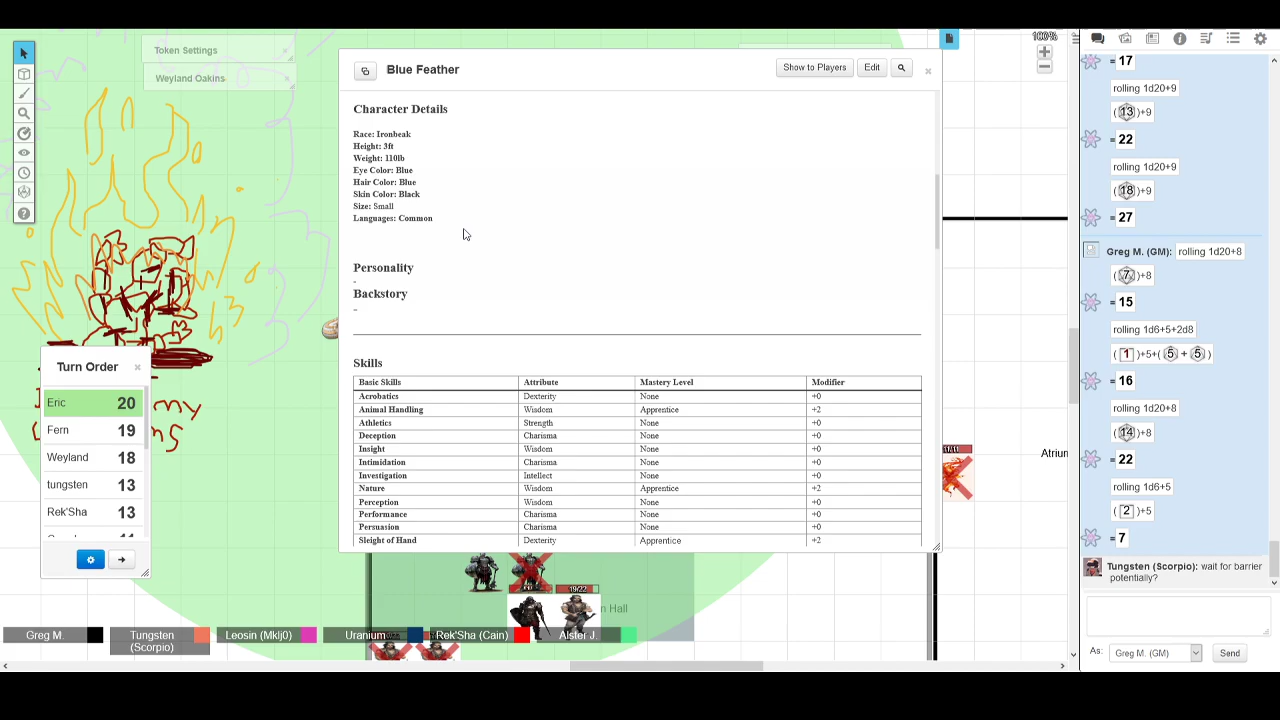 Token Settings
Weyland Oakins
Blue Feather
Show to Players
Edit
100%
Character Details
Race: Ironbeak
Height: 3ft
Weight: 110lb
Eye Color: Blue
Hair Color: Blue
Skin Color: Black
Size: Small
Languages: Common
Personality
-
Backstory
-
Skills
Basic Skills Attribute Mastery Level Modifier
Acrobatics Dexterity None +0
Animal Handling Wisdom Apprentice +2
Athletics Strength None +0
Deception Charisma None +0
Insight Wisdom None +0
Intimidation Charisma None +0
Investigation Intellect None +0
Nature Wisdom Apprentice +2
Perception Wisdom None +0
Performance Charisma None +0
Persuasion Charisma None +0
Sleight of Hand Dexterity Apprentice +2
Turn Order
Eric 20
Fern 19
Weyland 18
tungsten 13
Rek'Sha 13
my
11/11
Atrium
19/22
Hall
Greg M.
Tungsten (Scorpio)
Leosin (Mklj0)
Uranium
Rek'Sha (Cain)
Alster J.
= 17
rolling 1d20+9
(13)+9
= 22
rolling 1d20+9
(18)+9
= 27
Greg M. (GM): rolling 1d20+8
(7)+8
= 15
rolling 1d6+5+2d8
(1)+5+(5+5)
= 16
rolling 1d20+8
(14)+8
= 22
rolling 1d6+5
(2)+5
= 7
Tungsten (Scorpio): wait for barrier
potentially?
As: Greg M. (GM)
Send